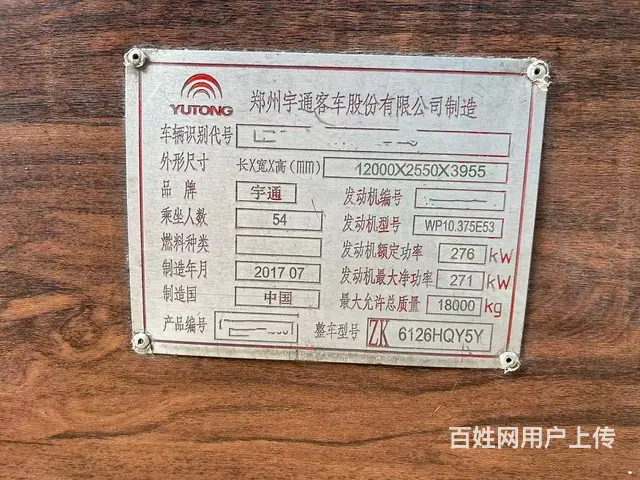 YUTONG 郑州宇通客车股份有限公司制造
车辆识别代号
外形尺寸 长X宽X高(mm) 12000X2550X3955
品牌 宇通 发动机编号
乘坐人数 54 发动机型号 WP10.375E53
燃料种类 发动机额定功率 276 kW
制造年月 2017 07 发动机最大净功率 271 kW
制造国 中国 最大允许总质量 18000 kg
产品编号 整车型号 ZK 6126HQY5Y
百姓网用户上传